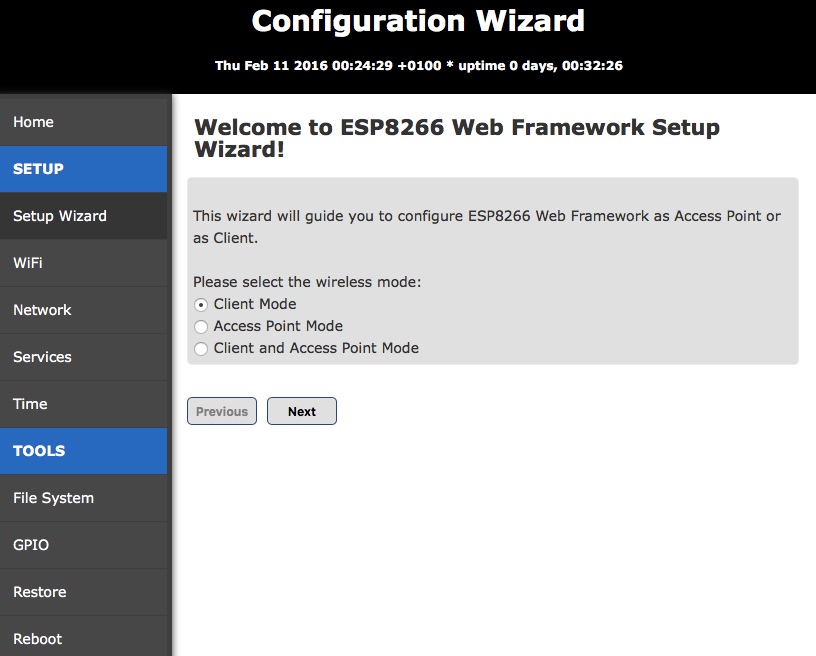 Configuration Wizard
Thu Feb 11 2016 00:24:29 +0100 * uptime 0 days, 00:32:26
Home
SETUP
Setup Wizard
WiFi
Network
Services
Time
TOOLS
File System
GPIO
Restore
Reboot
Welcome to ESP8266 Web Framework Setup
Wizard!
This wizard will guide you to configure ESP8266 Web Framework as Access Point or
as Client.
Please select the wireless mode:
Client Mode
Access Point Mode
Client and Access Point Mode
Previous
Next